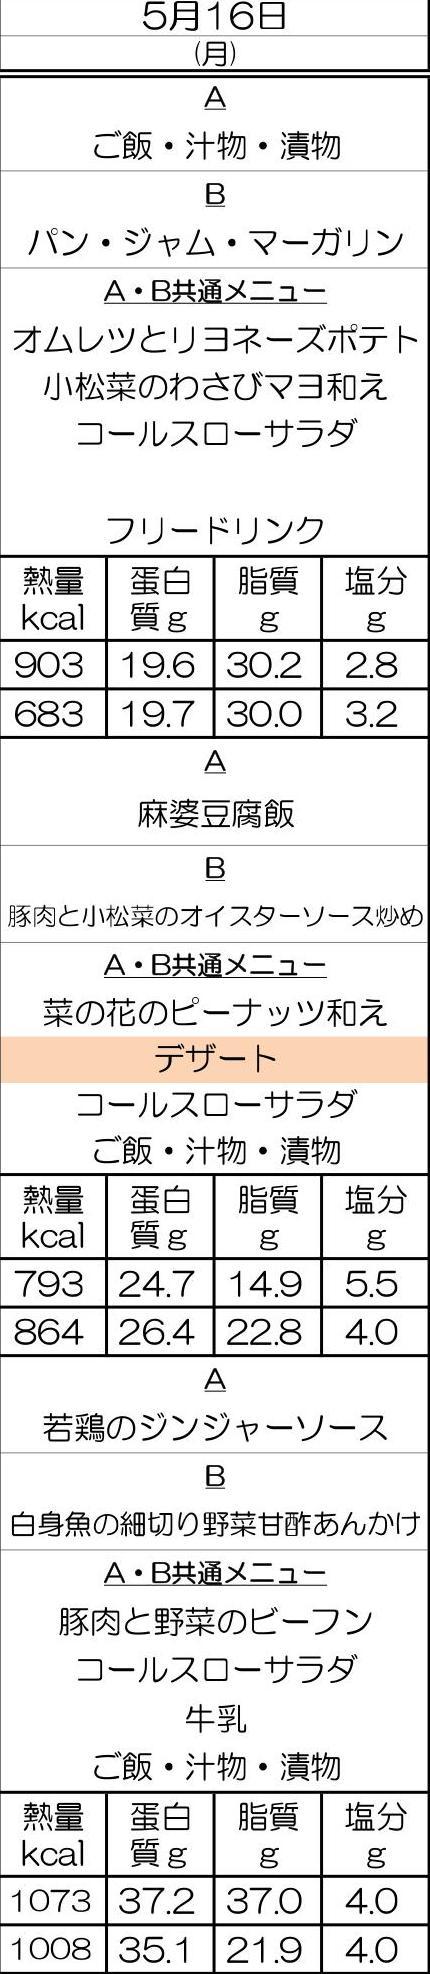 5月16日
(月)
A
ご飯・汁物・漬物
B
パン・ジャム・マーガリン
A・B共通メニュー
オムレツとリヨネーズポテト
小松菜のわさびマヨ和え
コールスローサラダ
フリードリンク
熱量 蛋白 脂質 塩分
kcal 質g g g
903 19.6 30.2 2.8
683 19.7 30.0 3.2
A
麻婆豆腐飯
B
豚肉と小松菜のオイスターソース炒め
A・B共通メニュー
菜の花のピーナッツ和え
デザート
コールスローサラダ
ご飯・汁物・漬物
熱量 蛋白 脂質 塩分
kcal 質g g g
793 24.7 14.9 5.5
864 26.4 22.8 4.0
A
若鶏のジンジャーソース
B
白身魚の細切り野菜甘酢あんかけ
A・B共通メニュー
豚肉と野菜のビーフン
コールスローサラダ
牛乳
ご飯・汁物・漬物
熱量 蛋白 脂質 塩分
kcal 質g g g
1073 37.2 37.0 4.0
1008 35.1 21.9 4.0